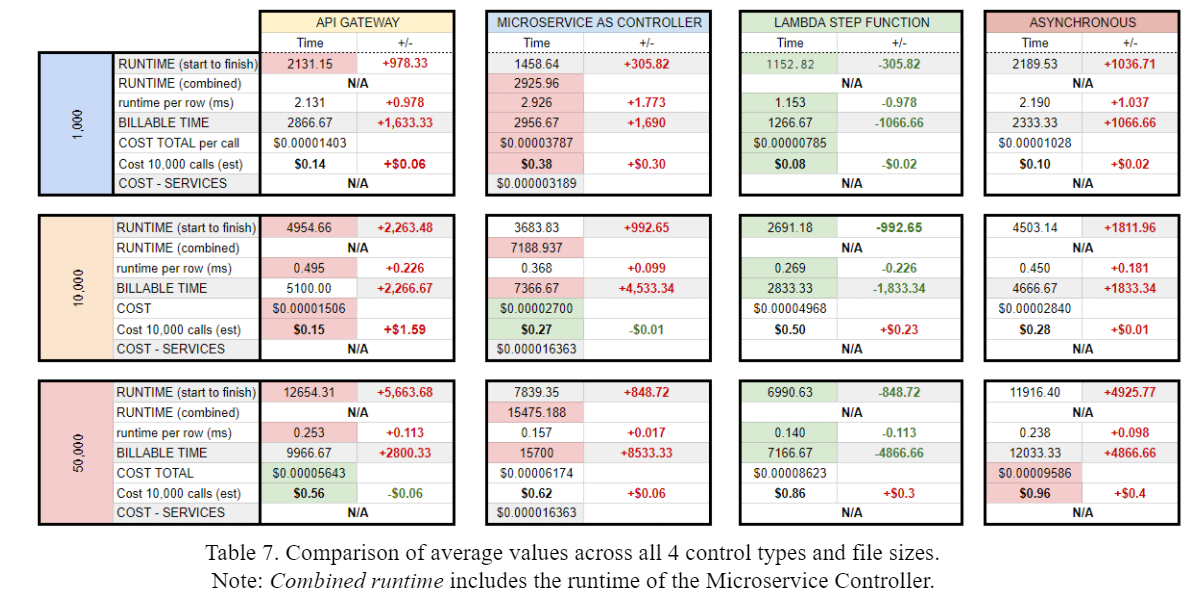 API GATEWAY MICROSERVICE AS CONTROLLER LAMBDA STEP FUNCTION ASYNCHRONOUS
Time +/- Time +/- Time +/- Time +/-
1,000
RUNTIME (start to finish) 2131.15 +978.33 1458.64 +305.82 1152.82 -305.82 2189.53 +1036.71
RUNTIME (combined) N/A 2925.96 N/A N/A
runtime per row (ms) 2.131 +0.978 2.926 +1.773 1.153 -0.978 2.190 +1.037
BILLABLE TIME 2866.67 +1,633.33 2956.67 +1,690 1266.67 -1066.66 2333.33 +1066.66
COST TOTAL per call $0.00001403 $0.00003787 $0.00000785 $0.00001028
Cost 10,000 calls (est) $0.14 +$0.06 $0.38 +$0.30 $0.08 -$0.02 $0.10 +$0.02
COST - SERVICES N/A $0.000003189 N/A N/A
10,000
RUNTIME (start to finish) 4954.66 +2,263.48 3683.83 +992.65 2691.18 -992.65 4503.14 +1811.96
RUNTIME (combined) N/A 7188.937 N/A N/A
runtime per row (ms) 0.495 +0.226 0.368 +0.099 0.269 -0.226 0.450 +0.181
BILLABLE TIME 5100.00 +2,266.67 7366.67 +4,533.34 2833.33 -1,833.34 4666.67 +1833.34
COST $0.00001506 $0.00002700 $0.00004968 $0.00002840
Cost 10,000 calls (est) $0.15 +$1.59 $0.27 -$0.01 $0.50 +$0.23 $0.28 +$0.01
COST - SERVICES N/A $0.000016363 N/A N/A
50,000
RUNTIME (start to finish) 12654.31 +5,663.68 7839.35 +848.72 6990.63 -848.72 11916.40 +4925.77
RUNTIME (combined) N/A 15475.188 N/A N/A
runtime per row (ms) 0.253 +0.113 0.157 +0.017 0.140 -0.113 0.238 +0.098
BILLABLE TIME 9966.67 +2800.33 15700 +8533.33 7166.67 -4866.66 12033.33 +4866.66
COST TOTAL $0.00005643 $0.00006174 $0.00008623 $0.00009586
Cost 10,000 calls (est) $0.56 -$0.06 $0.62 +$0.06 $0.86 +$0.3 $0.96 +$0.4
COST - SERVICES N/A $0.000016363 N/A N/A
Table 7. Comparison of average values across all 4 control types and file sizes.
Note: Combined runtime includes the runtime of the Microservice Controller.